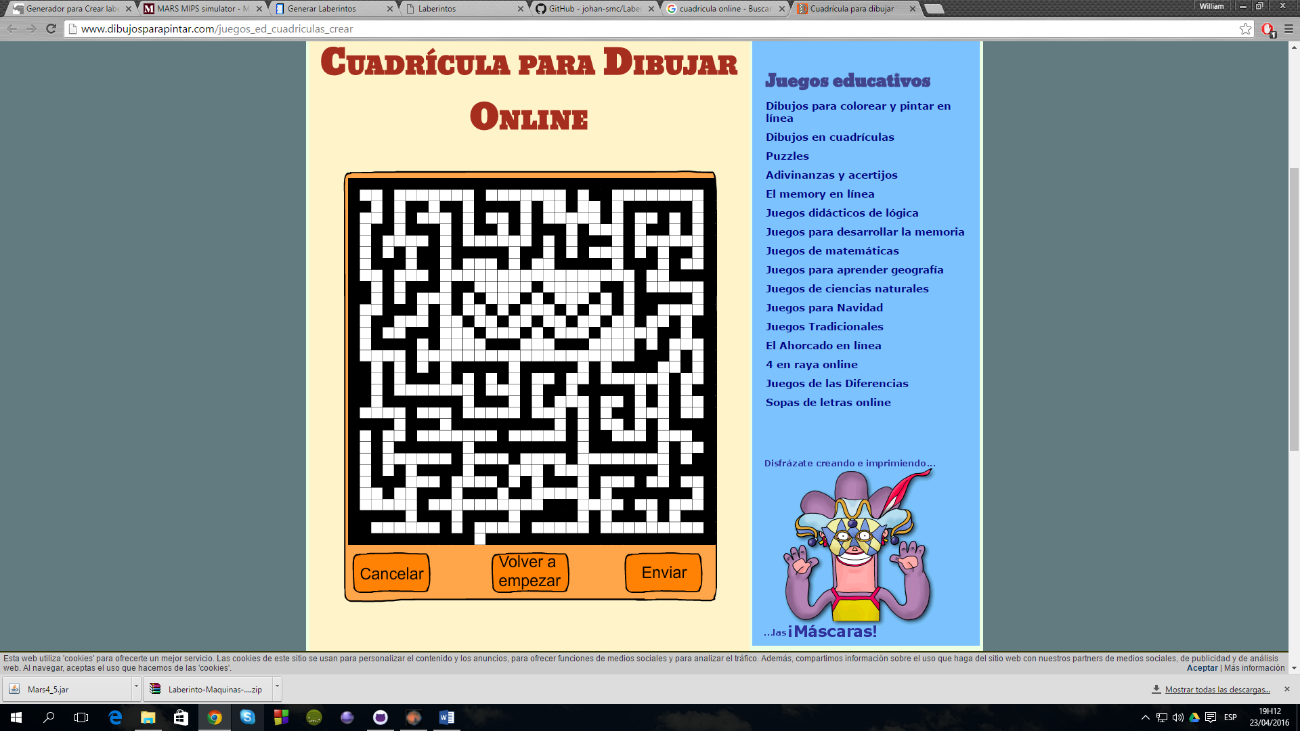 Generador para Crear lab
MARS MIPS simulator - M
Generar Laberintos
Laberintos
GitHub - johan-smc/Labe
cuadricula online - Busca
Cuadrícula para dibujar
William
www.dibujosparapintar.com/juegos_ed_cuadriculas_crear
Cuadrícula para Dibujar
Online
Cancelar
Volver a
empezar
Enviar
Juegos educativos
Dibujos para colorear y pintar en
línea
Dibujos en cuadrículas
Puzzles
Adivinanzas y acertijos
El memory en línea
Juegos didácticos de lógica
Juegos para desarrollar la memoria
Juegos de matemáticas
Juegos para aprender geografía
Juegos de ciencias naturales
Juegos para Navidad
Juegos Tradicionales
El Ahorcado en línea
4 en raya online
Juegos de las Diferencias
Sopas de letras online
Disfrázate creando e imprimiendo...
...las ¡Máscaras!
Esta web utiliza 'cookies' para ofrecerte un mejor servicio. Las cookies de este sitio se usan para personalizar el contenido y los anuncios, para ofrecer funciones de medios sociales y para analizar el tráfico. Además, compartimos información sobre el uso que haga del sitio web con nuestros partners de medios sociales, de publicidad y de análisis
web. Al navegar, aceptas el uso que hacemos de las 'cookies'.
Aceptar | Más información
Mars4_5.jar
Laberinto-Maquinas-....zip
Mostrar todas las descargas...
ESP
19H12
23/04/2016